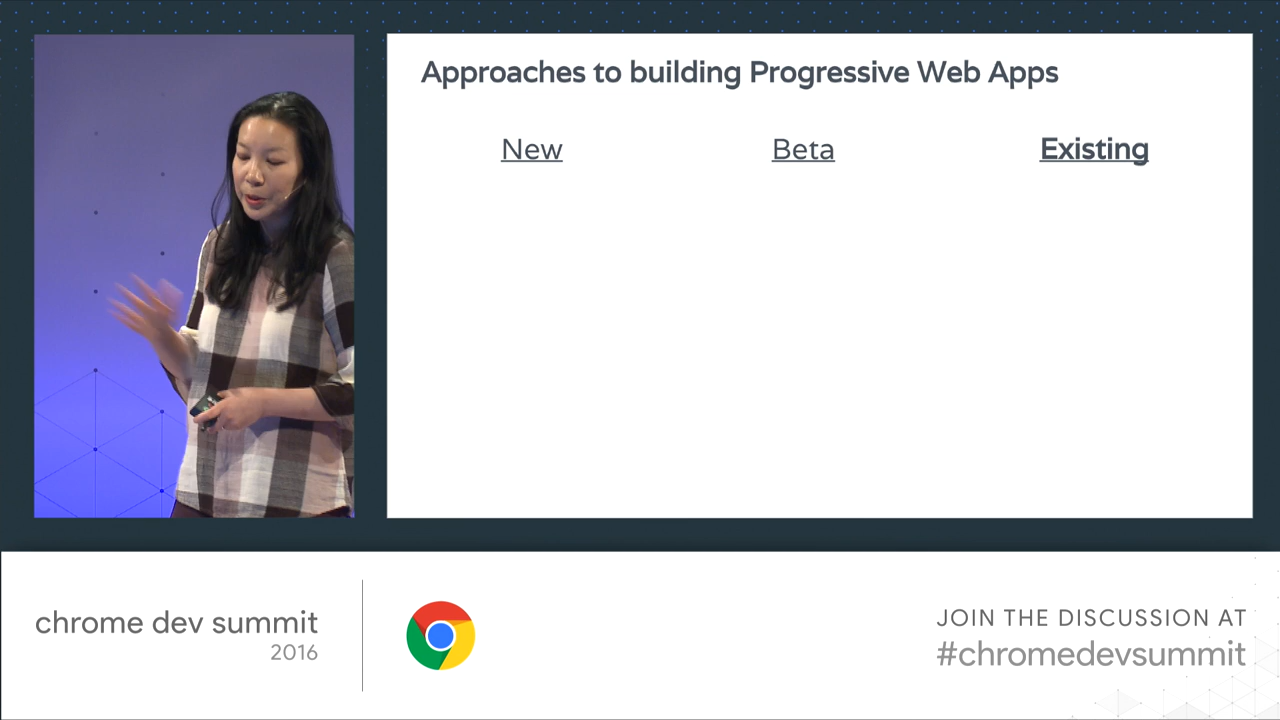 Approaches to building Progressive Web Apps
New Beta Existing
chrome dev summit
2016
JOIN THE DISCUSSION AT
#chromedevsummit